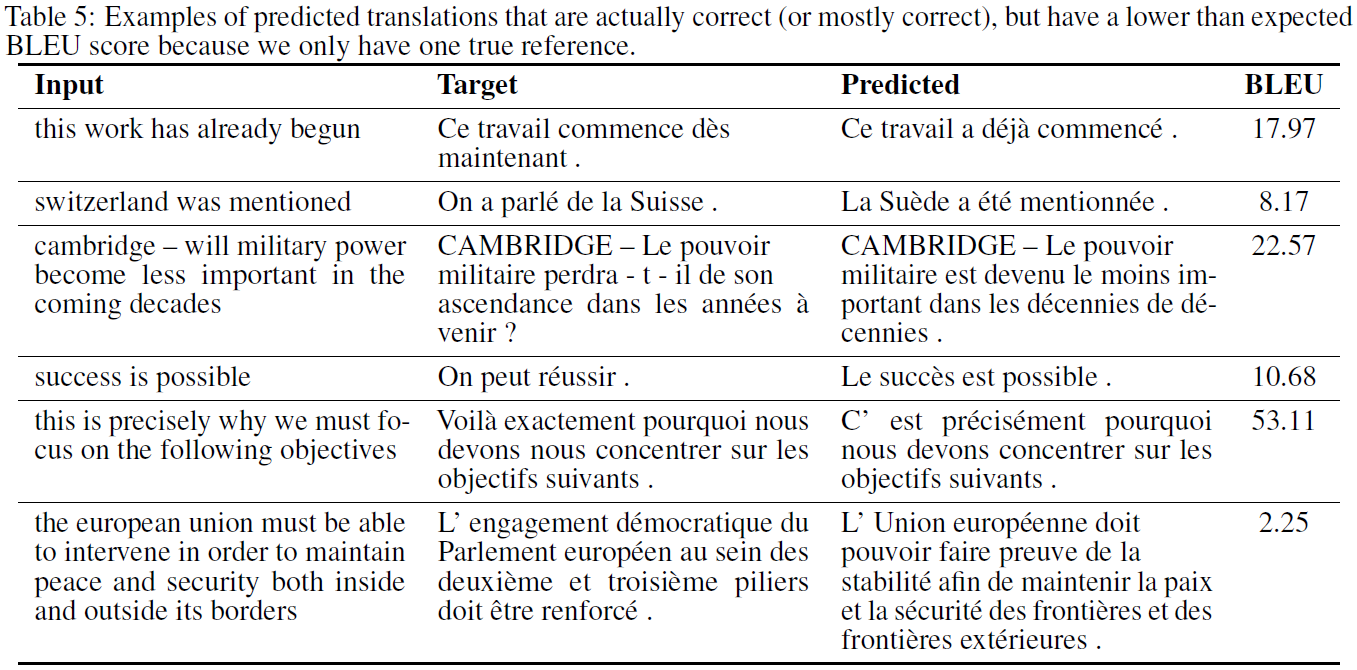 Table 5: Examples of predicted translations that are actually correct (or mostly correct), but have a lower than expected
BLEU score because we only have one true reference.
Input Target Predicted BLEU
this work has already begun Ce travail commence dès Ce travail a déjà commencé . 17.97
maintenant .
switzerland was mentioned On a parlé de la Suisse . La Suède a été mentionnée . 8.17
cambridge – will military power CAMBRIDGE – Le pouvoir CAMBRIDGE – Le pouvoir 22.57
become less important in the militaire perdra - t - il de son militaire est devenu le moins im-
coming decades ascendance dans les années à portant dans les décennies de dé-
venir ? cennies .
success is possible On peut réussir . Le succès est possible . 10.68
this is precisely why we must fo- Voilà exactement pourquoi nous C’ est précisément pourquoi 53.11
cus on the following objectives devons nous concentrer sur les nous devons concentrer sur les
objectifs suivants . objectifs suivants .
the european union must be able L’ engagement démocratique du L’ Union européenne doit 2.25
to intervene in order to maintain Parlement européen au sein des pouvoir faire preuve de la
peace and security both inside deuxième et troisième piliers stabilité afin de maintenir la paix
and outside its borders doit être renforcé . et la sécurité des frontières et des
frontières extérieures .